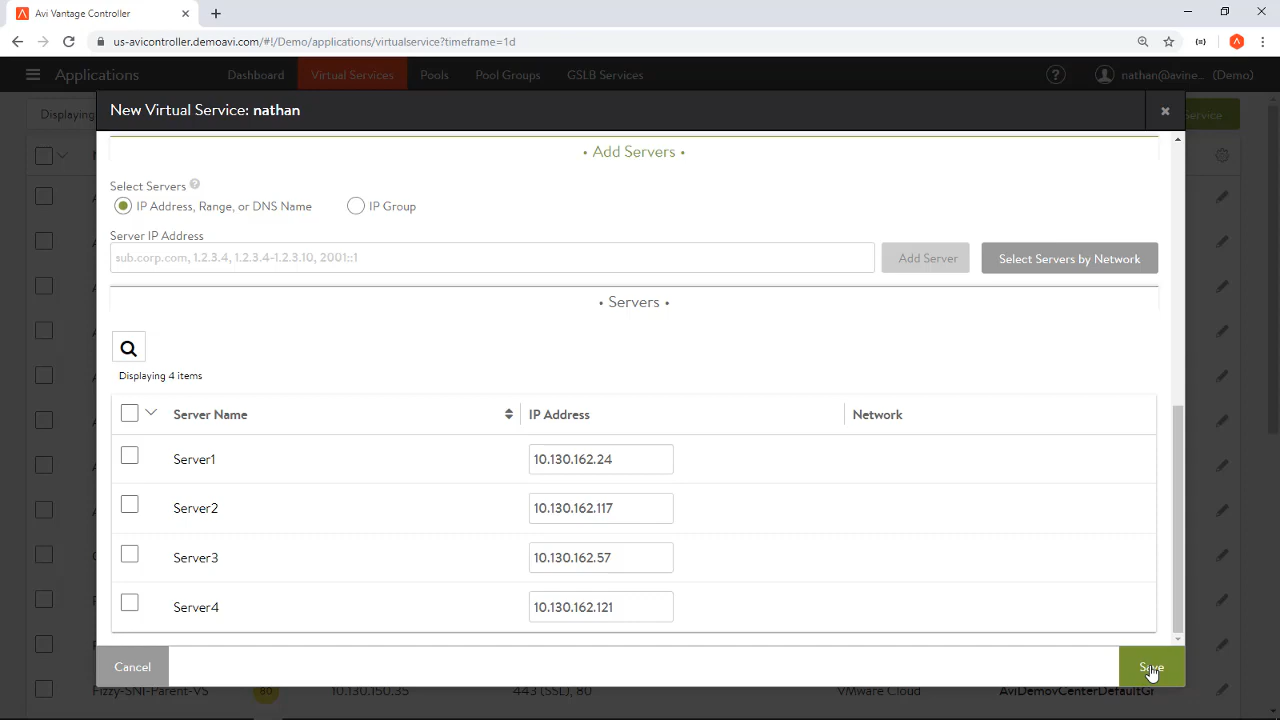 Avi Vantage Controller
us-avicontroller.demoavi.com/#!/Demo/applications/virtualservice?timeframe=1d
Applications Dashboard Virtual Services Pools Pool Groups GSLB Services nathan@avine... (Demo)
Displaying
New Virtual Service: nathan
• Add Servers •
Select Servers
IP Address, Range, or DNS Name IP Group
Server IP Address
sub.corp.com, 1.2.3.4, 1.2.3.4-1.2.3.10, 2001::1 Add Server Select Servers by Network
• Servers •
Displaying 4 items
Server Name IP Address Network
Server1 10.130.162.24
Server2 10.130.162.117
Server3 10.130.162.57
Server4 10.130.162.121
Cancel Save
Pizzy-SNI-Parent-VS 80 10.130.150.35 443 (SSL), 80 VMware Cloud AviDemovCenterDefaultGr